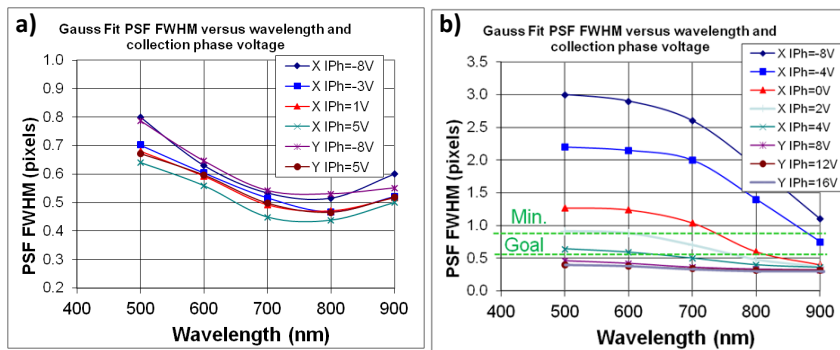 a)
Gauss Fit PSF FWHM versus wavelength and
collection phase voltage
PSF FWHM (pixels)
1.0
0.9
0.8
0.7
0.6
0.5
0.4
0.3
0.2
X IPh=-8V
X IPh=-3V
X IPh=1V
X IPh=5V
Y IPh=-8V
Y IPh=5V
400 500 600 700 800 900
Wavelength (nm)
b)
Gauss Fit PSF FWHM versus wavelength and
collection phase voltage
PSF FWHM (pixels)
3.5
3.0
2.5
2.0
1.5
1.0
0.5
0.0
X IPh=-8V
X IPh=-4V
X IPh=0V
X IPh=2V
X IPh=4V
Y IPh=8V
Y IPh=12V
Y IPh=16V
Min.
Goal
400 500 600 700 800 900
Wavelength (nm)